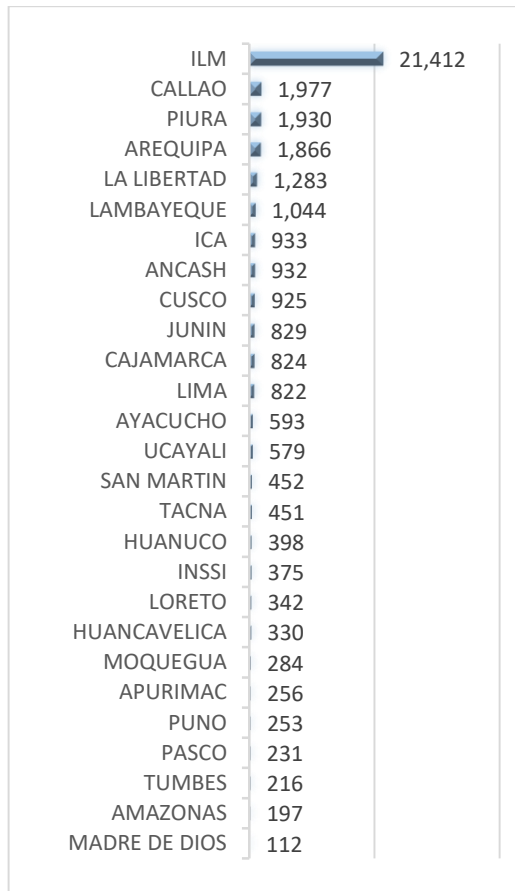 ILM 21,412
CALLAO 1,977
PIURA 1,930
AREQUIPA 1,866
LA LIBERTAD 1,283
LAMBAYEQUE 1,044
ICA 933
ANCASH 932
CUSCO 925
JUNIN 829
CAJAMARCA 824
LIMA 822
AYACUCHO 593
UCAYALI 579
SAN MARTIN 452
TACNA 451
HUANUCO 398
INSSI 375
LORETO 342
HUANCAVELICA 330
MOQUEGUA 284
APURIMAC 256
PUNO 253
PASCO 231
TUMBES 216
AMAZONAS 197
MADRE DE DIOS 112